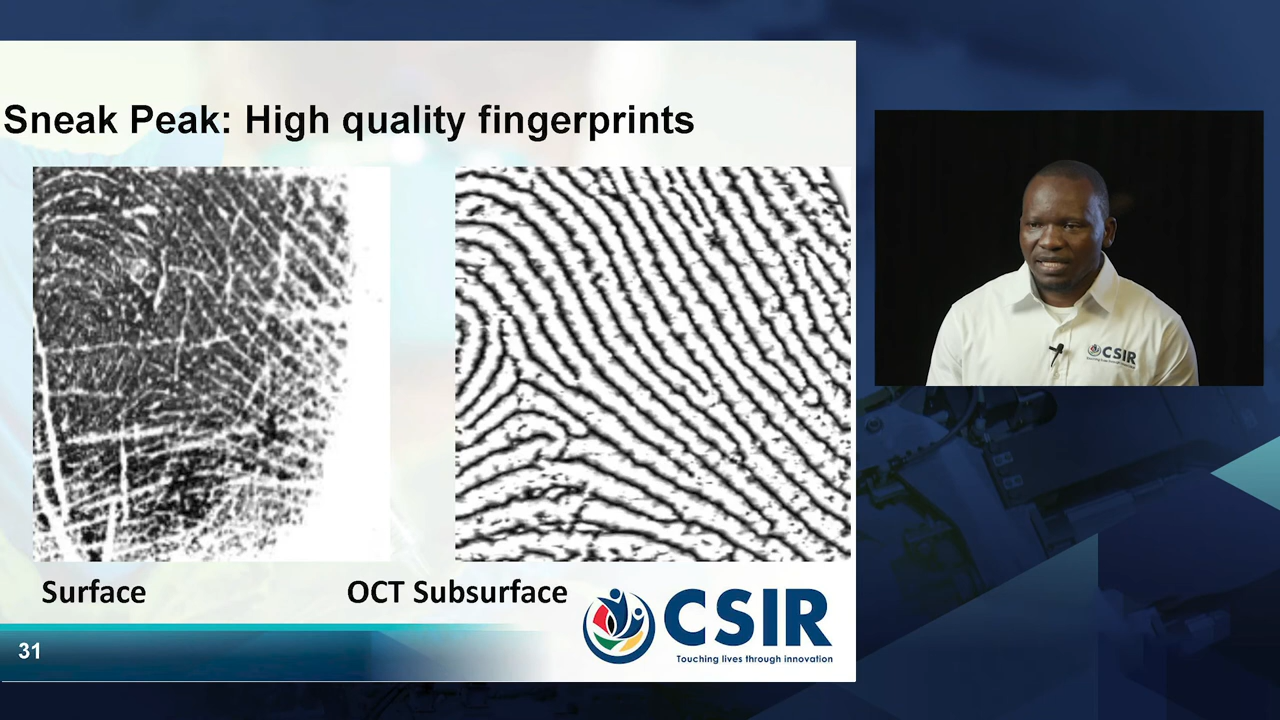 Sneak Peak: High quality fingerprints
Surface
OCT Subsurface
CSIR
Touching lives through innovation
31
CSIR